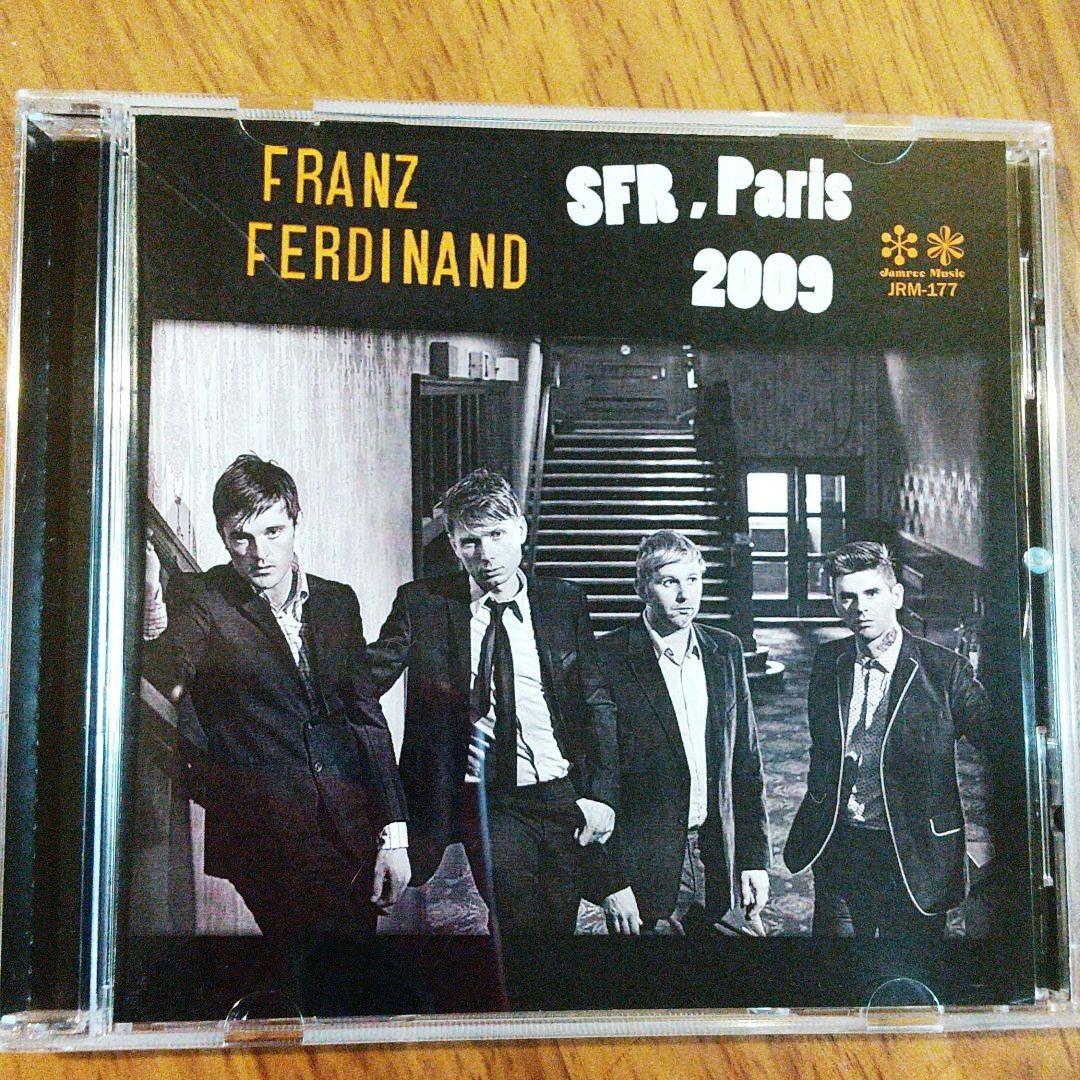 FRANZ
FERDINAND
SFR, Paris
2009
Jamree Music
JRM-177